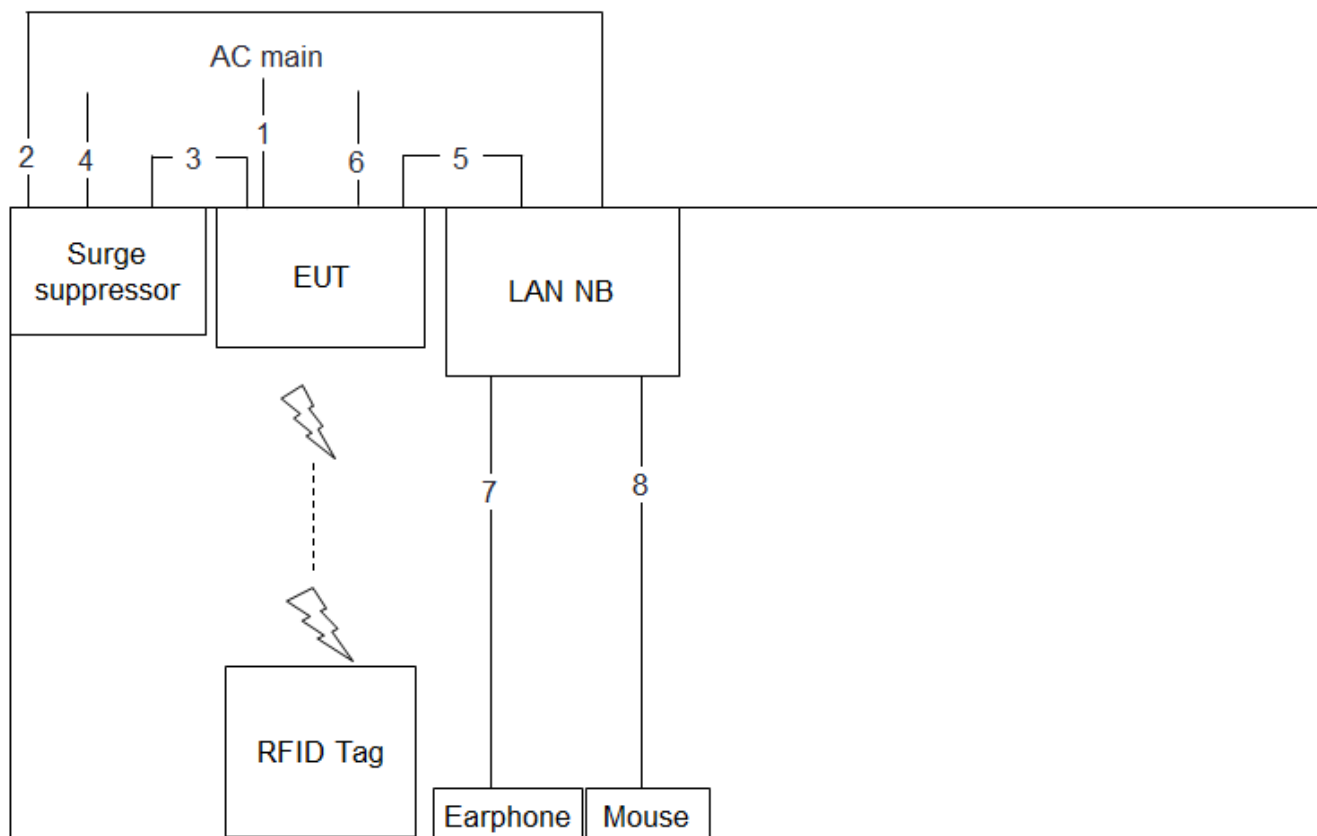 AC main
1
2
4
3
6
5
Surge
suppressor
EUT
LAN NB
7
8
RFID Tag
Earphone
Mouse